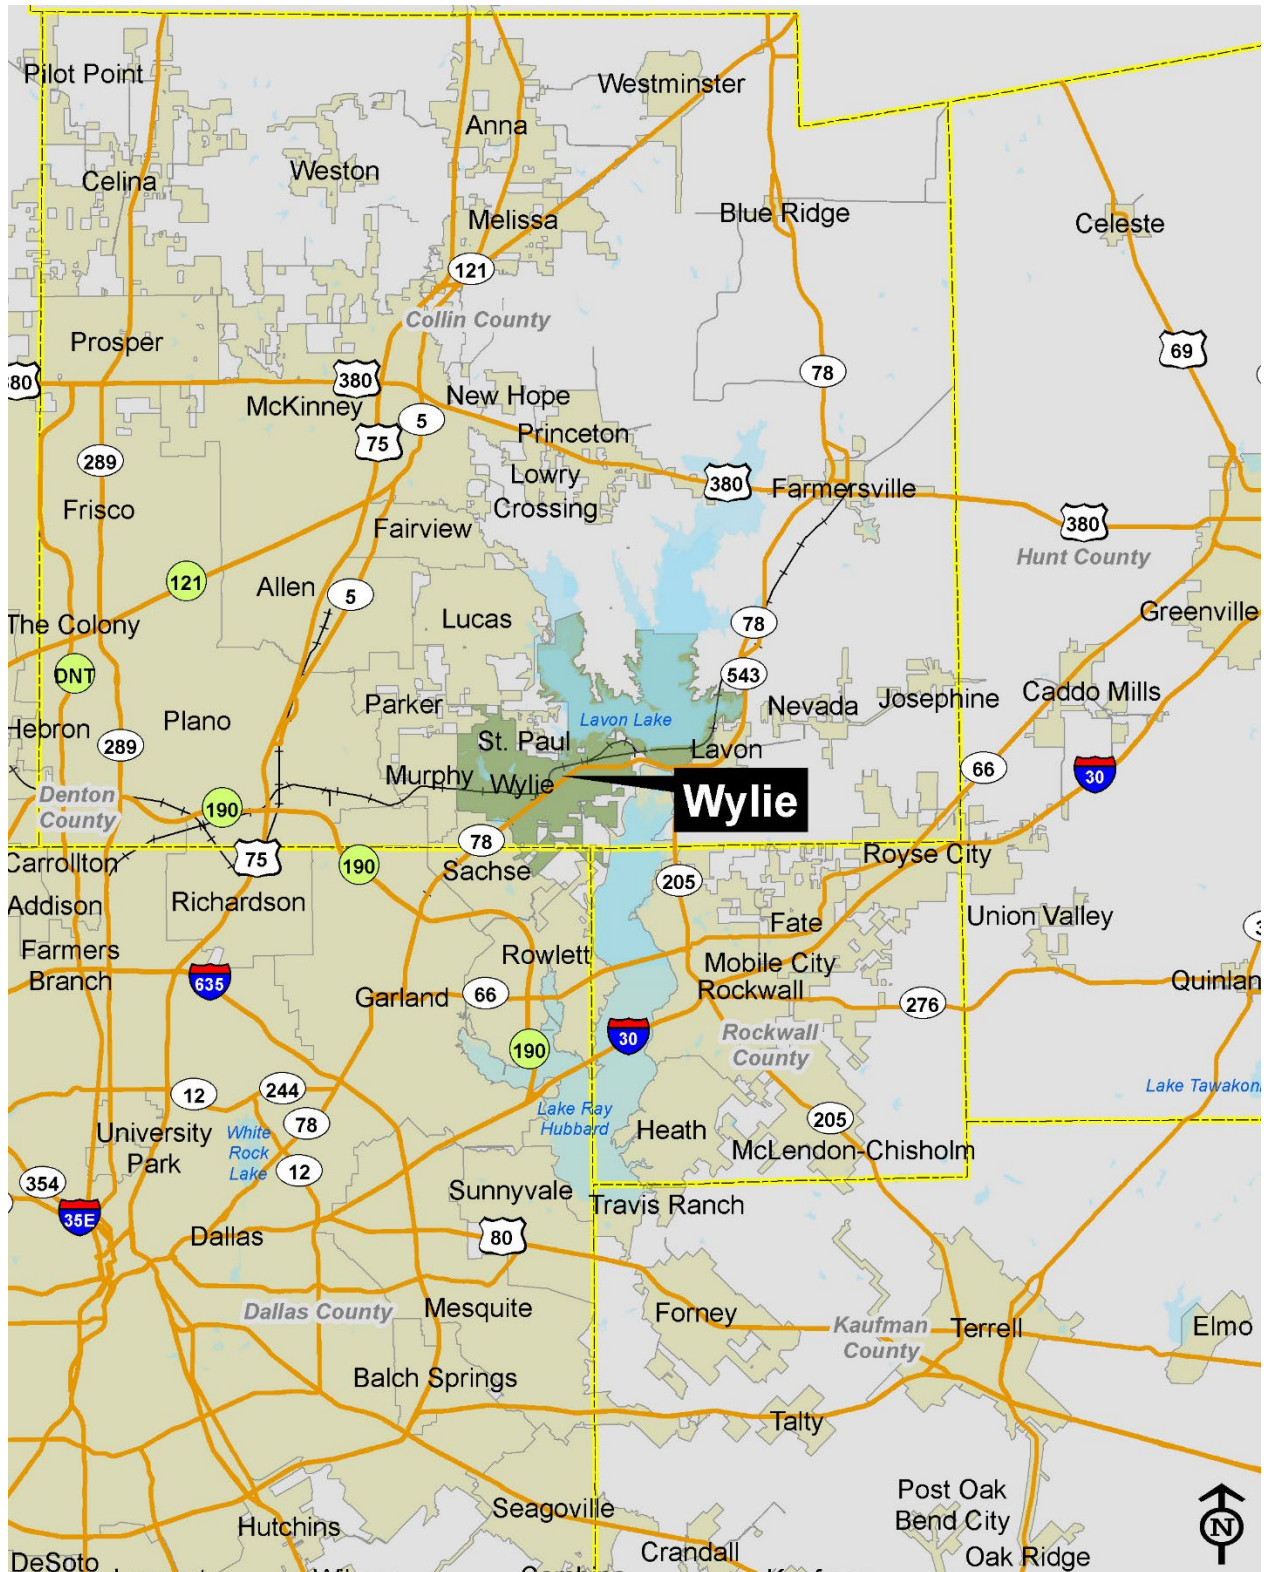 Pilot Point
Westminster
Anna
Weston
Celina
Melissa
Blue Ridge
Celeste
121
Collin County
Prosper
69
380
78
McKinney
New Hope
5
Princeton
75
289
Lowry
Crossing
380
Farmersville
Frisco
380
Fairview
Hunt County
121
Allen
5
Greenville
The Colony
Lucas
78
DNT
543
Parker
Nevada
Josephine
Caddo Mills
Plano
Lavon Lake
Hebron
289
St. Paul
Lavon
Murphy
Wylie
66
30
Wylie
Denton
County
190
78
75
190
Carrollton
Sachse
Royse City
205
Addison
Richardson
Fate
Union Valley
Farmers
Branch
Rowlett
Mobile City
635
Garland
66
Rockwall
276
Quinlan
30
Rockwall
County
190
12
244
Lake Ray
Hubbard
78
205
University
Park
White
Rock
Lake
Heath
McLendon-Chisholm
12
354
Sunnyvale
Travis Ranch
35E
Dallas
80
Dallas County
Mesquite
Forney
Kaufman
County
Terrell
Elmo
Balch Springs
Talty
Post Oak
Bend City
Seagoville
Hutchins
N
Crandall
Oak Ridge
DeSoto